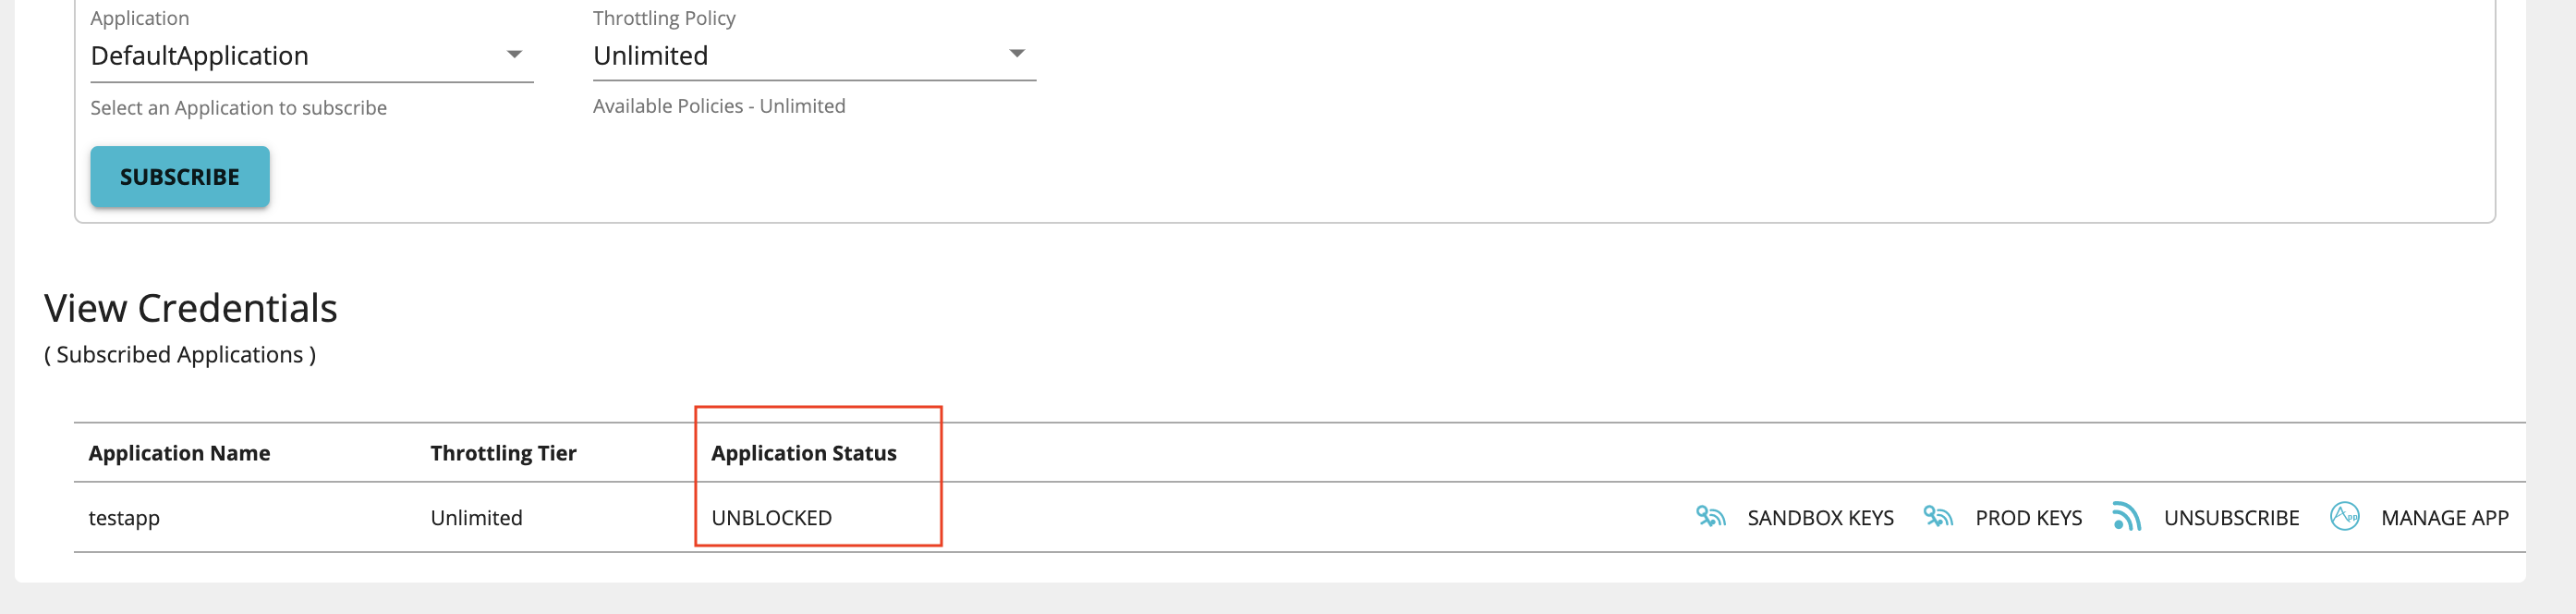 Application Throttling Policy
DefaultApplication Unlimited
Select an Application to subscribe Available Policies - Unlimited
SUBSCRIBE
View Credentials
( Subscribed Applications )
Application Name Throttling Tier Application Status
testapp Unlimited UNBLOCKED SANDBOX KEYS PROD KEYS UNSUBSCRIBE App MANAGE APP